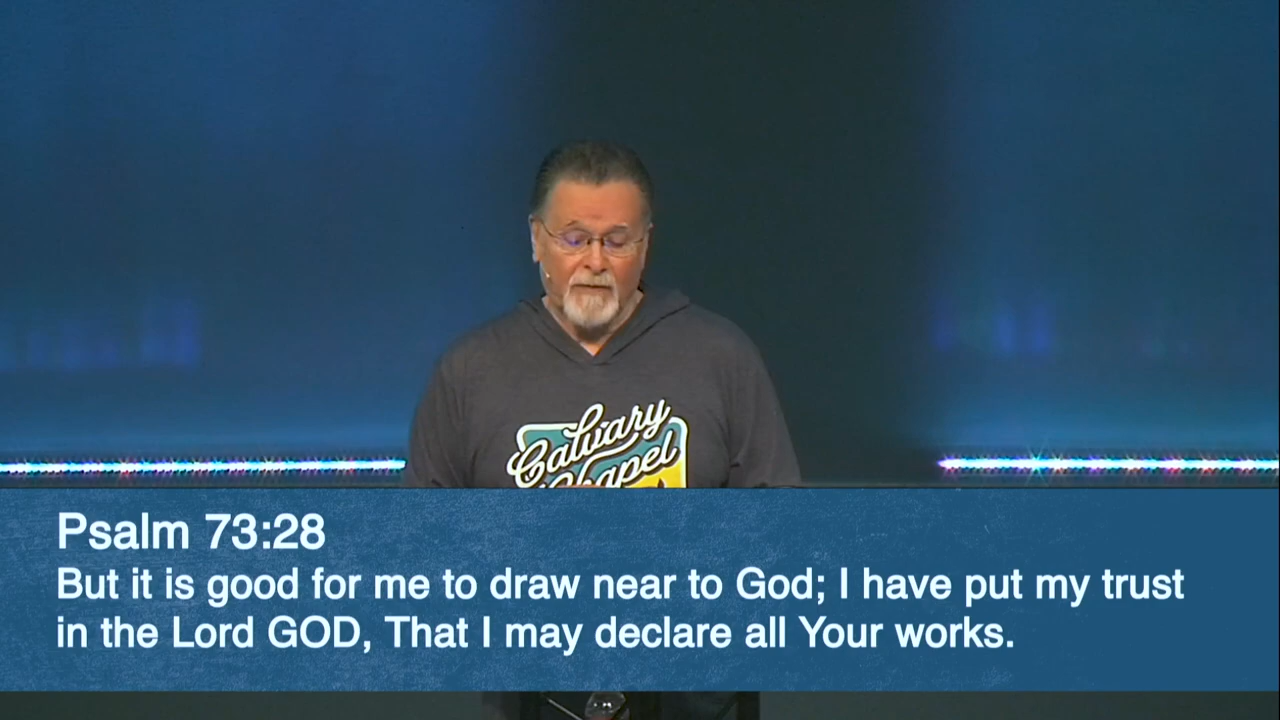 Calvary
Chapel
Psalm 73:28
But it is good for me to draw near to God; I have put my trust
in the Lord GOD, That I may declare all Your works.